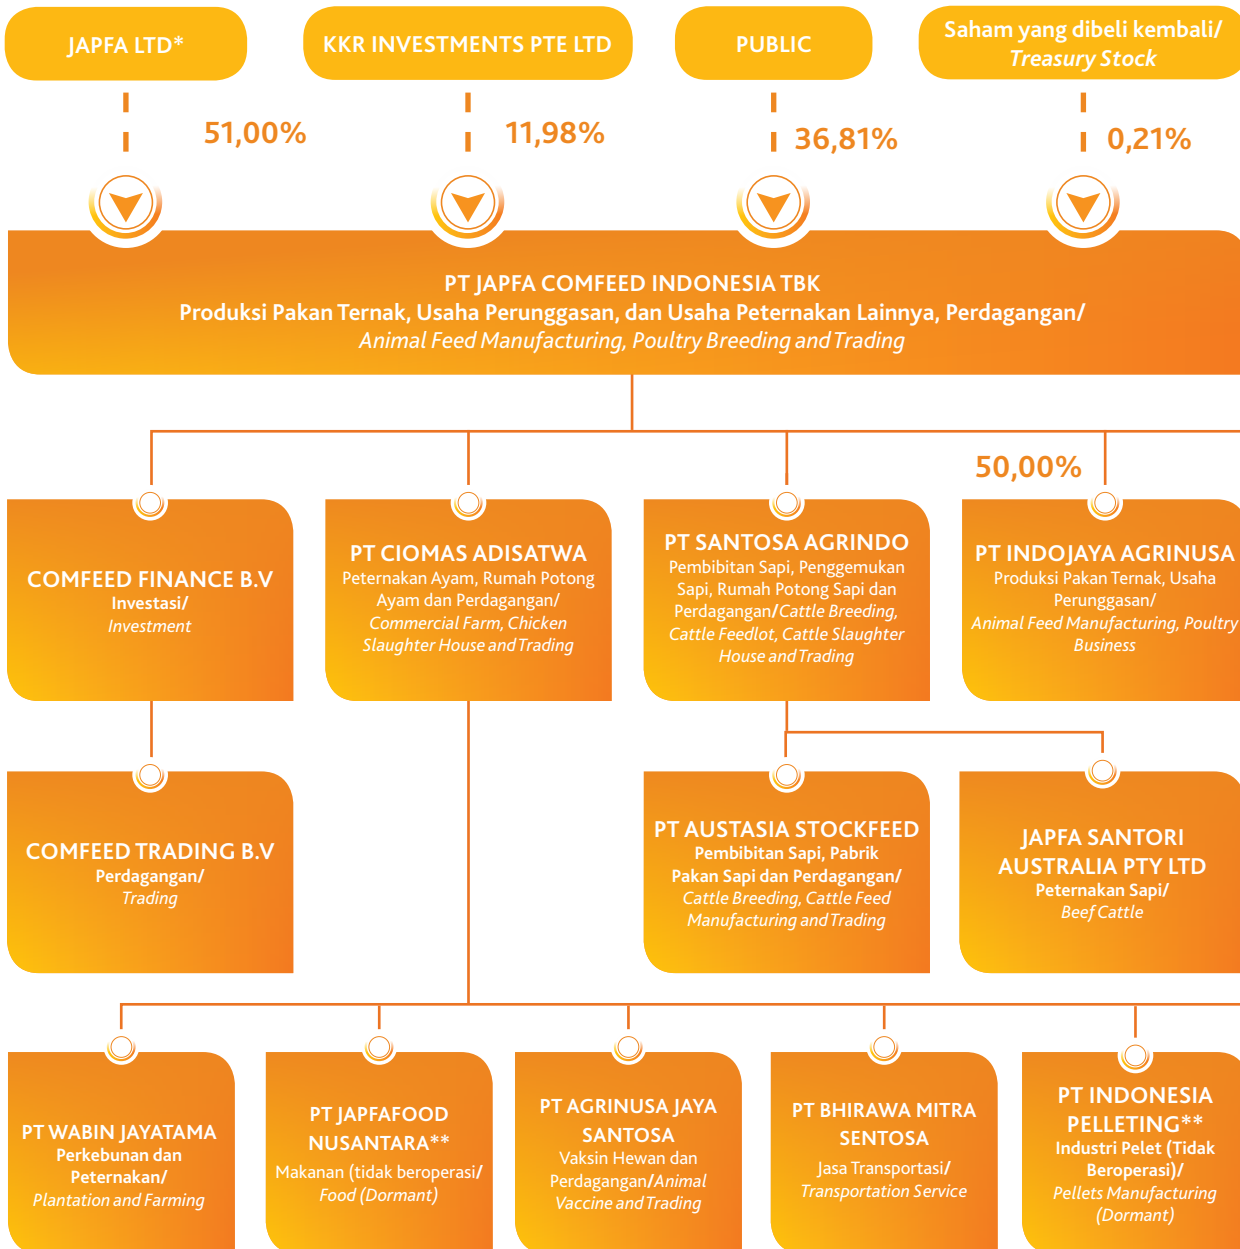 JAPFA LTD*
KKR INVESTMENTS PTE LTD
PUBLIC
Saham yang dibeli kembali/
Treasury Stock
51,00%
11,98%
36,81%
0,21%
PT JAPFA COMFEED INDONESIA TBK
Produksi Pakan Ternak, Usaha Perunggasan, dan Usaha Peternakan Lainnya, Perdagangan/
Animal Feed Manufacturing, Poultry Breeding and Trading
50,00%
COMFEED FINANCE B.V
Investasi/
Investment
PT CIOMAS ADISATWA
Peternakan Ayam, Rumah Potong
Ayam dan Perdagangan/
Commercial Farm, Chicken
Slaughter House and Trading
PT SANTOSA AGRINDO
Pembibitan Sapi, Penggemukan
Sapi, Rumah Potong Sapi dan
Perdagangan/Cattle Breeding,
Cattle Feedlot, Cattle Slaughter
House and Trading
PT INDOJAYA AGRINUSA
Produksi Pakan Ternak, Usaha
Perunggasan/
Animal Feed Manufacturing, Poultry
Business
COMFEED TRADING B.V
Perdagangan/
Trading
PT AUSTASIA STOCKFEED
Pembibitan Sapi, Pabrik
Pakan Sapi dan Perdagangan/
Cattle Breeding, Cattle Feed
Manufacturing and Trading
JAPFA SANTORI
AUSTRALIA PTY LTD
Peternakan Sapi/
Beef Cattle
PT WABIN JAYATAMA
Perkebunan dan
Peternakan/
Plantation and Farming
PT JAPFAFOOD
NUSANTARA**
Makanan (tidak beroperasi/
Food (Dormant)
PT AGRINUSA JAYA
SANTOSA
Vaksin Hewan dan
Perdagangan/Animal
Vaccine and Trading
PT BHIRAWA MITRA
SENTOSA
Jasa Transportasi/
Transportation Service
PT INDONESIA
PELLETING**
Industri Pelet (Tidak
Beroperasi)/
Pellets Manufacturing
(Dormant)